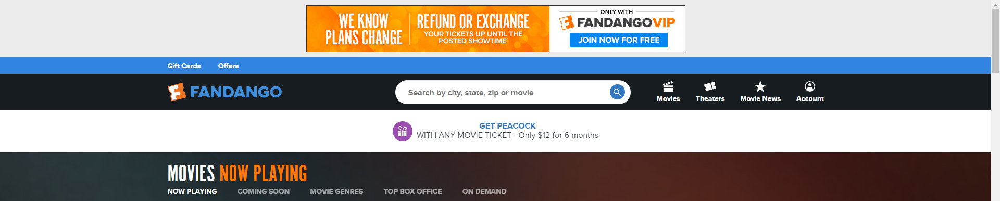 WE KNOW
PLANS CHANGE
REFUND OR EXCHANGE
YOUR TICKETS UP UNTIL THE
POSTED SHOWTIME
ONLY WITH
FANDANGOVIP
JOIN NOW FOR FREE
Gift Cards Offers
FANDANGO
Search by city, state, zip or movie
Movies Theaters Movie News Account
GET PEACOCK
WITH ANY MOVIE TICKET - Only $12 for 6 months
MOVIES NOW PLAYING
NOW PLAYING COMING SOON MOVIE GENRES TOP BOX OFFICE ON DEMAND